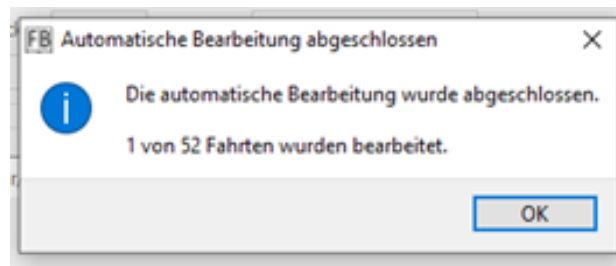 FB Automatische Bearbeitung abgeschlossen
Die automatische Bearbeitung wurde abgeschlossen.
1 von 52 Fahrten wurden bearbeitet.
OK